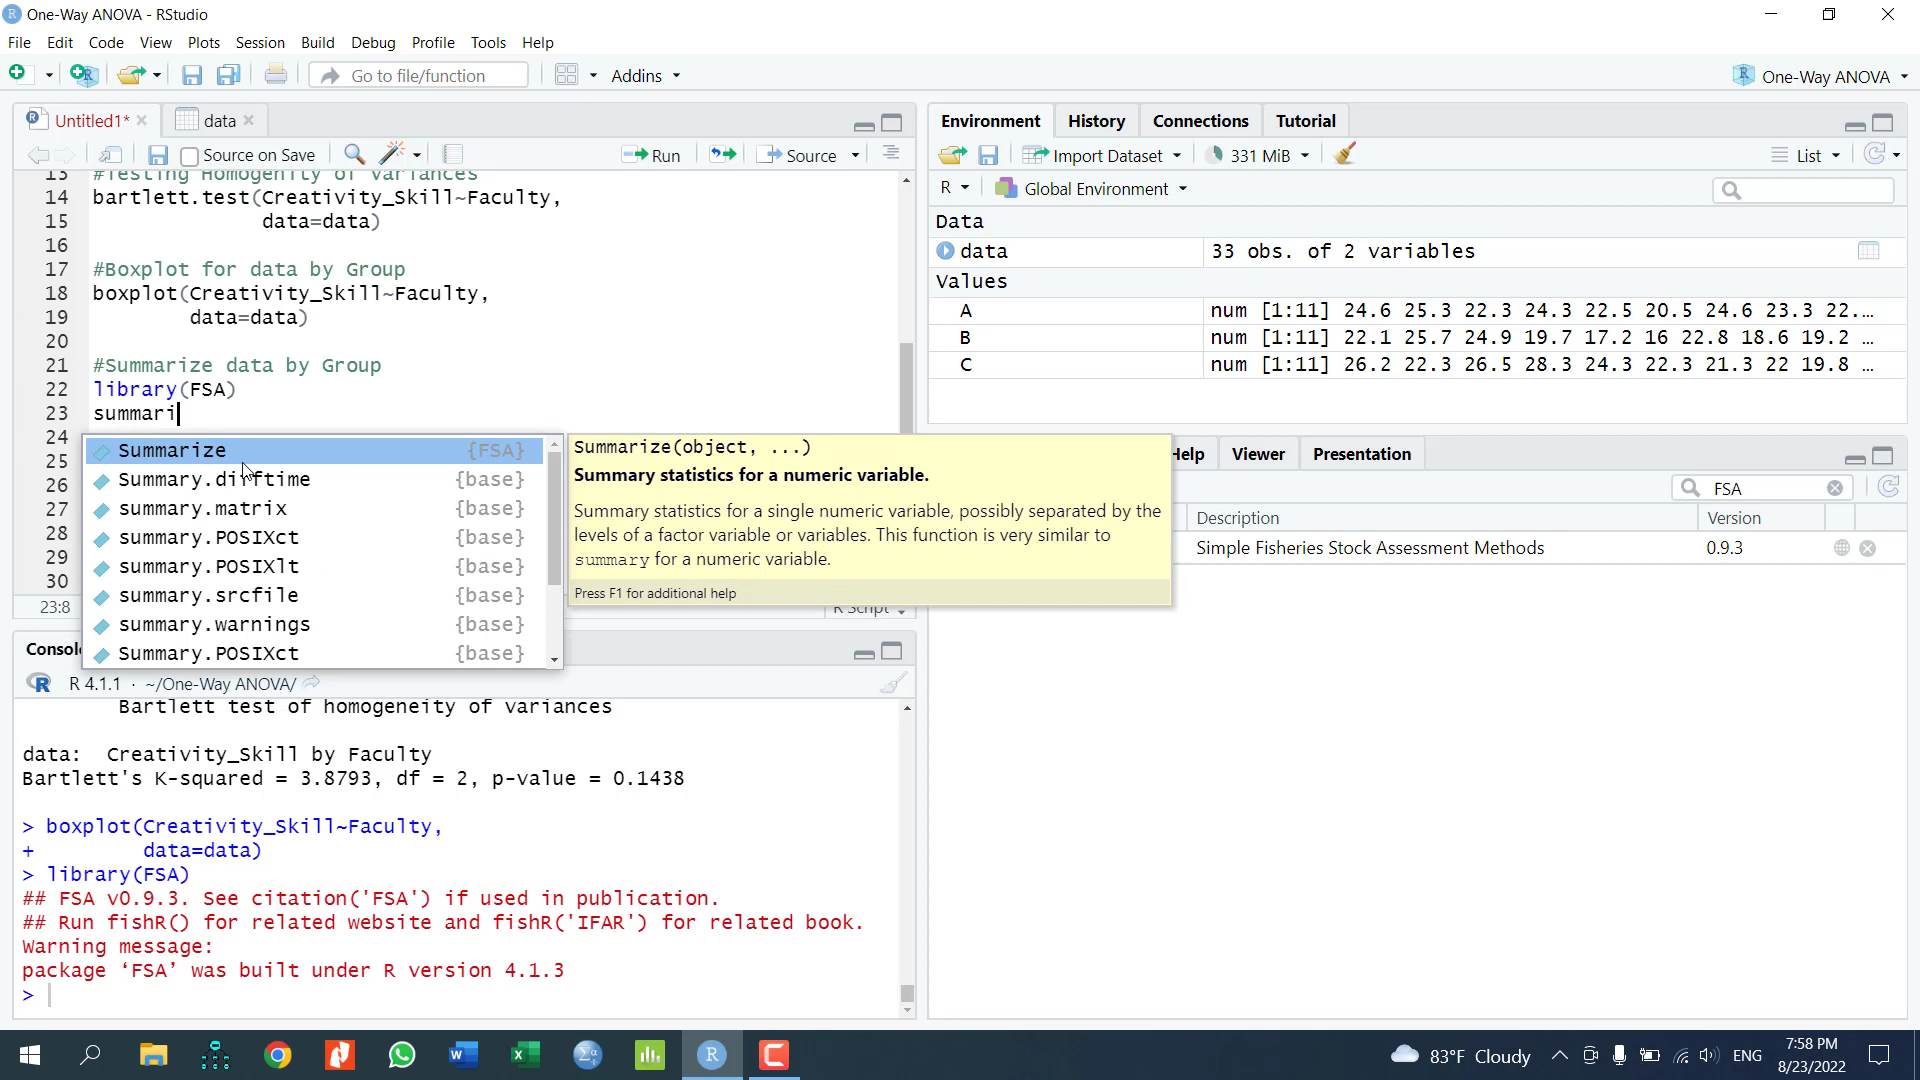 One-Way ANOVA - RStudio
File Edit Code View Plots Session Build Debug Profile Tools Help
Go to file/function
Addins
One-Way ANOVA
Untitled1*
data
Source on Save
Run
Source
13 #Testing Homogenity of Variances
14 bartlett.test(Creativity_Skill~Faculty,
15 data=data)
16
17 #Boxplot for data by Group
18 boxplot(Creativity_Skill~Faculty,
19 data=data)
20
21 #Summarize data by Group
22 library(FSA)
23 summari
24
25
26
27
28
29
30
23:8
R Script
Summarize {FSA}
Summary.difftime {base}
summary.matrix {base}
summary.POSIXct {base}
summary.POSIXlt {base}
summary.srcfile {base}
summary.warnings {base}
Summary.POSIXct {base}
Summarize(object, ...)
Summary statistics for a numeric variable.
Summary statistics for a single numeric variable, possibly separated by the
levels of a factor variable or variables. This function is very similar to
summary for a numeric variable.
Press F1 for additional help
Console
R 4.1.1 · ~/One-Way ANOVA/
Bartlett test of homogeneity of variances
data: Creativity_Skill by Faculty
Bartlett's K-squared = 3.8793, df = 2, p-value = 0.1438
> boxplot(Creativity_Skill~Faculty,
+ data=data)
> library(FSA)
## FSA v0.9.3. See citation('FSA') if used in publication.
## Run fishR() for related website and fishR('IFAR') for related book.
Warning message:
package ‘FSA’ was built under R version 4.1.3
>
Environment History Connections Tutorial
Import Dataset
331 MiB
List
R
Global Environment
Data
data 33 obs. of 2 variables
Values
A num [1:11] 24.6 25.3 22.3 24.3 22.5 20.5 24.6 23.3 22....
B num [1:11] 22.1 25.7 24.9 19.7 17.2 16 22.8 18.6 19.2 ...
C num [1:11] 26.2 22.3 26.5 28.3 24.3 22.3 21.3 22 19.8 ...
Help Viewer Presentation
FSA
Description Version
Simple Fisheries Stock Assessment Methods 0.9.3
83°F Cloudy
ENG
7:58 PM
8/23/2022